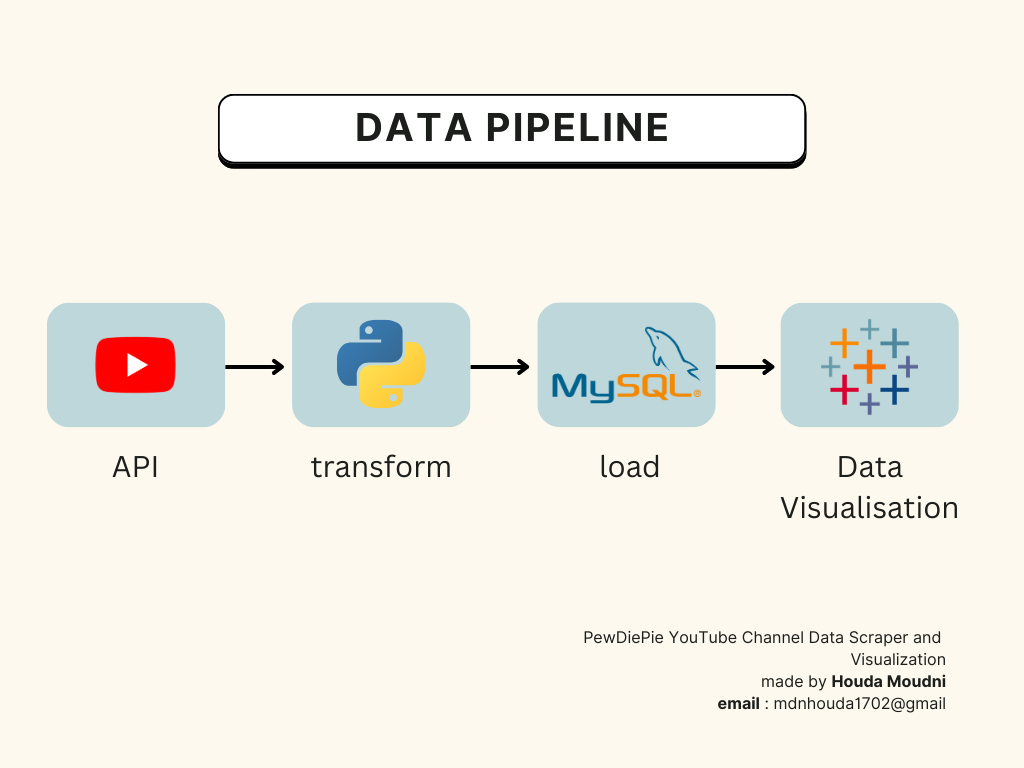 DATA PIPELINE
MySQL®
API
transform
load
Data
Visualisation
PewDiePie YouTube Channel Data Scraper and
Visualization
made by Houda Moudni
email : mdnhouda1702@gmail